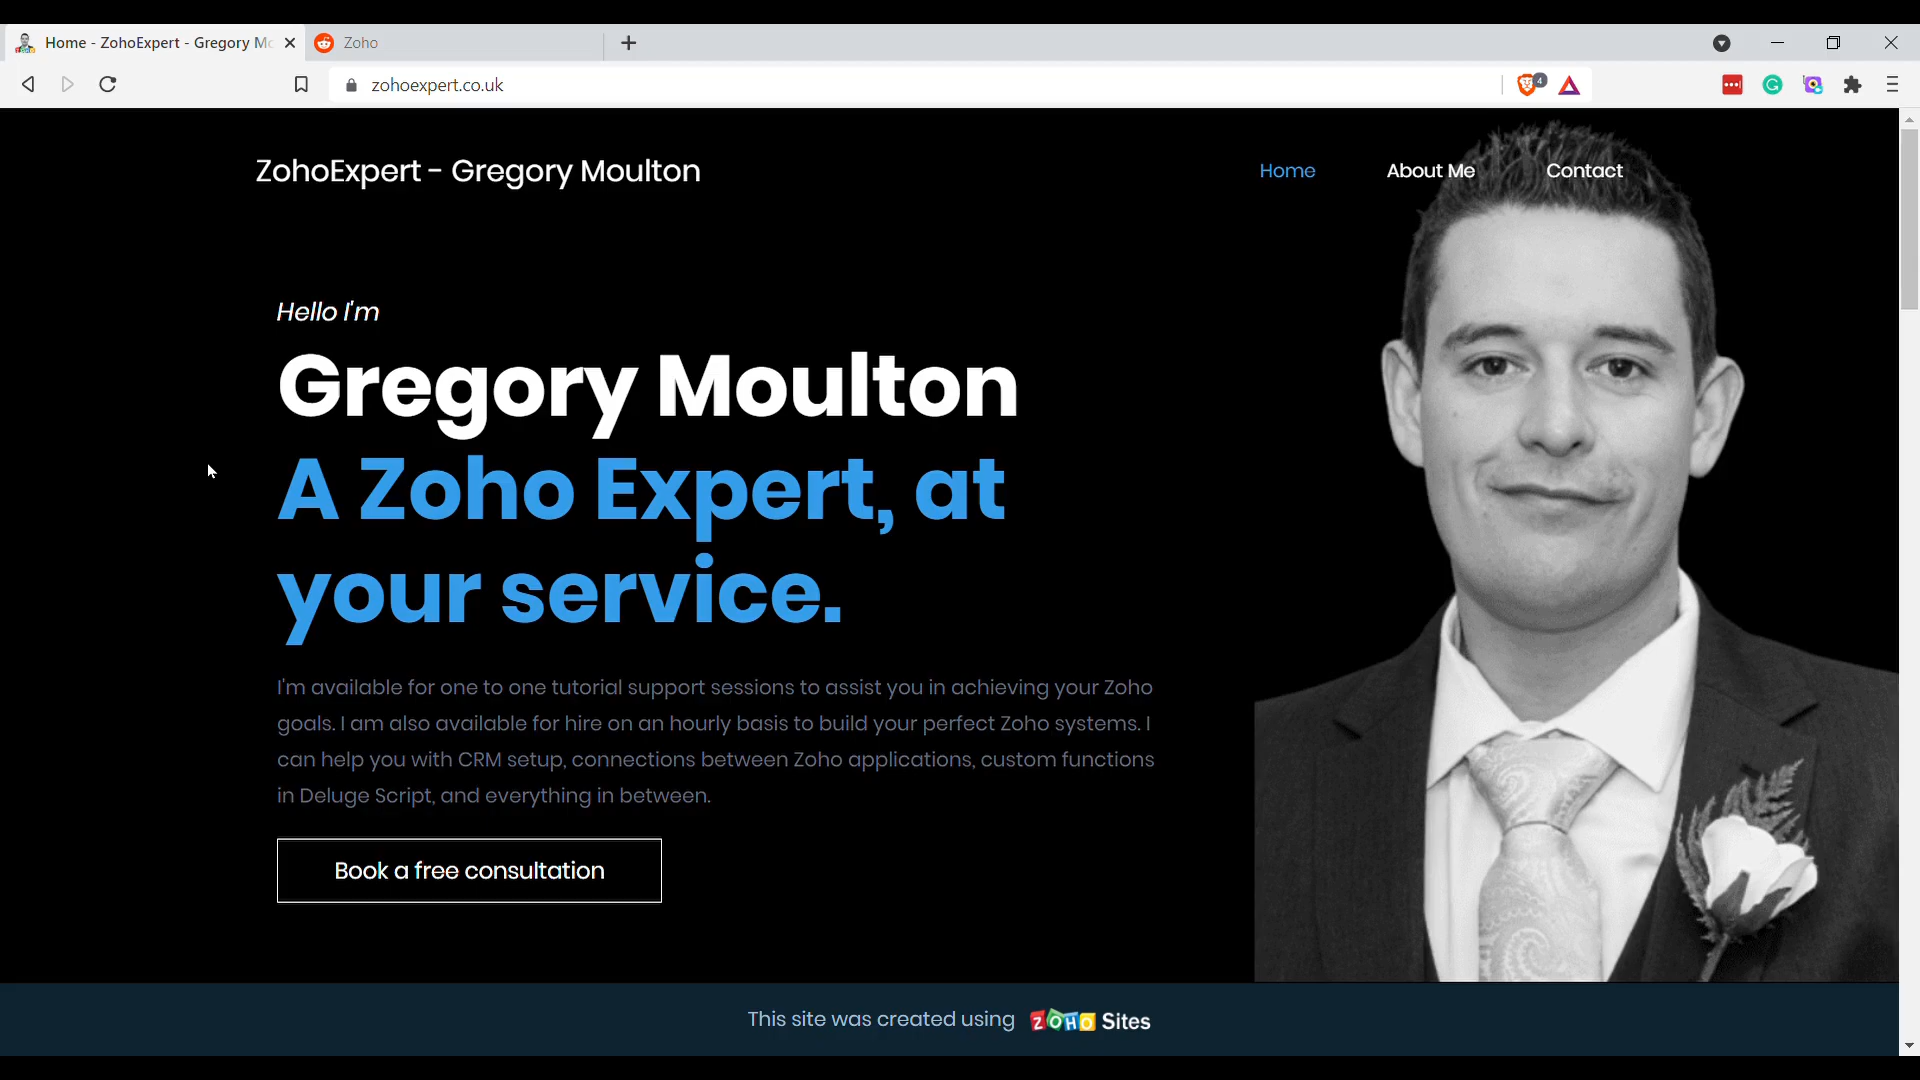 Home - ZohoExpert - Gregory Mo
Zoho
zohoexpert.co.uk
4
ZohoExpert - Gregory Moulton
Home
About Me
Contact
Hello I'm
Gregory Moulton
A Zoho Expert, at
your service.
I'm available for one to one tutorial support sessions to assist you in achieving your Zoho
goals. I am also available for hire on an hourly basis to build your perfect Zoho systems. I
can help you with CRM setup, connections between Zoho applications, custom functions
in Deluge Script, and everything in between.
Book a free consultation
This site was created using ZOHO Sites